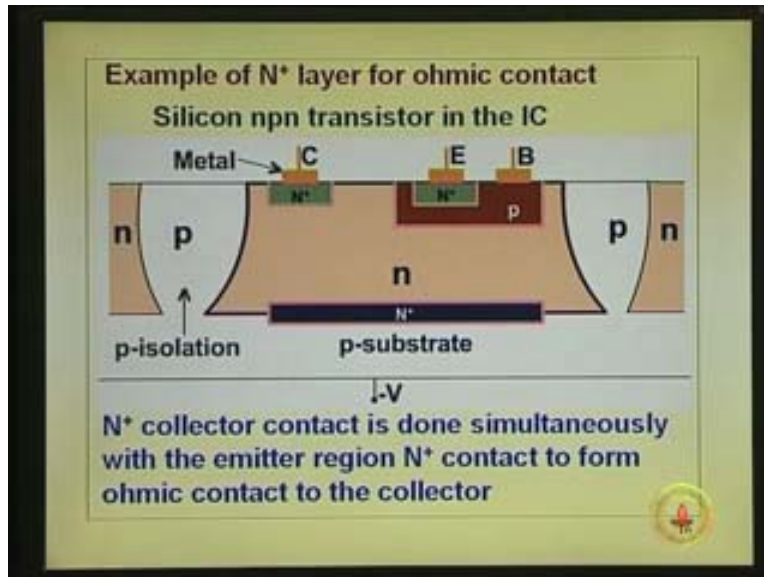 Example of N⁺ layer for ohmic contact
Silicon npn transistor in the IC
Metal C E B
N⁺ N⁺
p
n p p n
n
N⁺
p-isolation p-substrate
-V
N⁺ collector contact is done simultaneously
with the emitter region N⁺ contact to form
ohmic contact to the collector